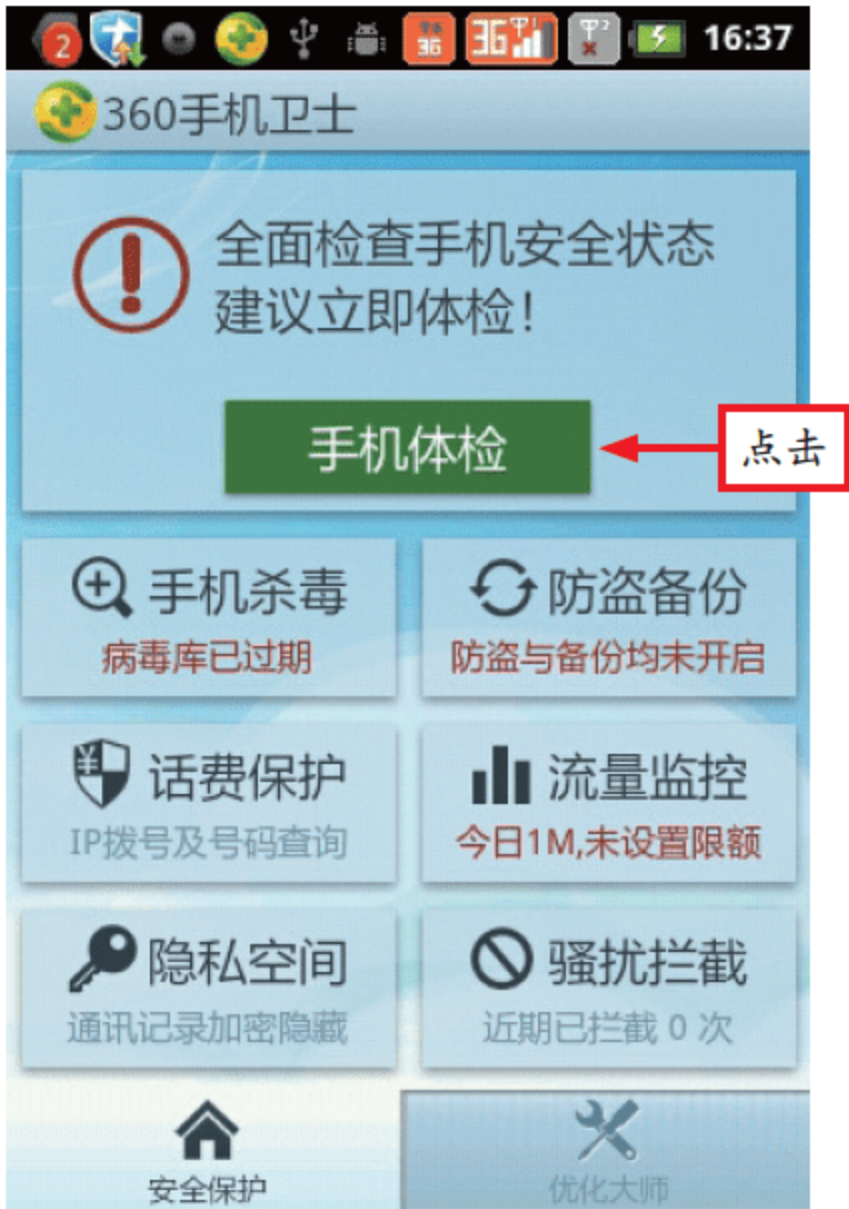 2
3G
3G
1
2
16:37
360手机卫士
全面检查手机安全状态
建议立即体检！
手机体检
点击
手机杀毒
病毒库已过期
防盗备份
防盗与备份均未开启
话费保护
IP拨号及号码查询
流量监控
今日1M,未设置限额
隐私空间
通讯记录加密隐藏
骚扰拦截
近期已拦截 0 次
安全保护
优化大师